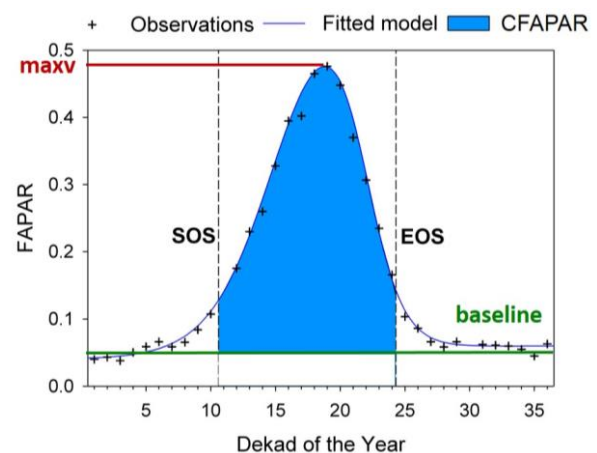 + Observations — Fitted model CFAPAR
0.5
maxv
0.4
0.3
FAPAR
SOS
EOS
0.2
0.1
baseline
0.0
5 10 15 20 25 30 35
Dekad of the Year